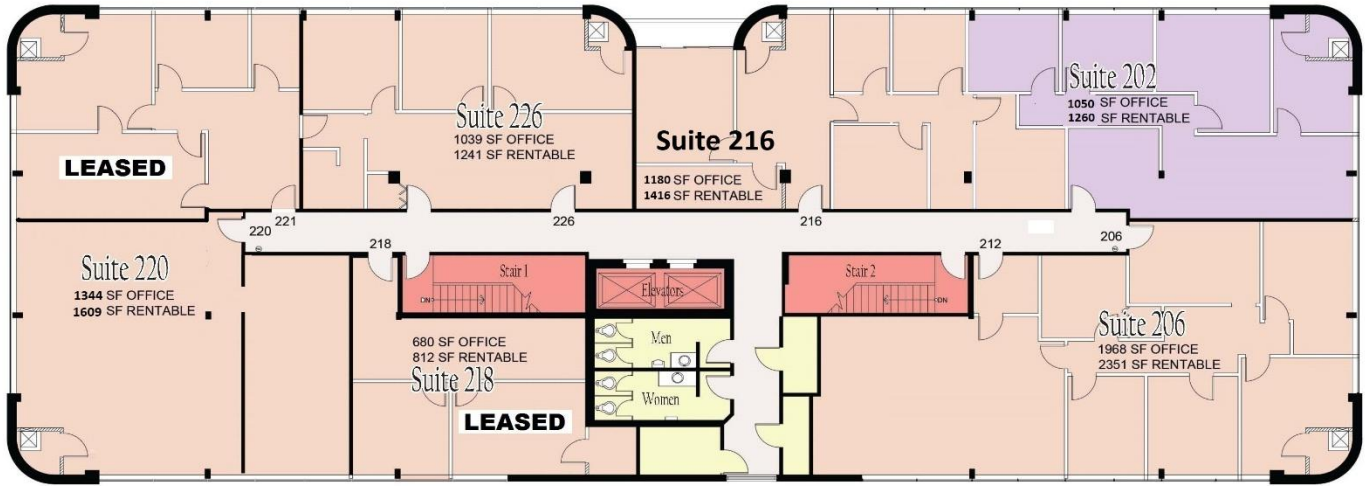 Suite 202
1050 SF OFFICE
1260 SF RENTABLE
Suite 226
1039 SF OFFICE
1241 SF RENTABLE
Suite 216
1180 SF OFFICE
1416 SF RENTABLE
LEASED
221
220
218
226
216
212
206
Suite 220
1344 SF OFFICE
1609 SF RENTABLE
Stair 1
DN
Elevators
Stair 2
DN
Men
Women
680 SF OFFICE
812 SF RENTABLE
Suite 218
LEASED
Suite 206
1968 SF OFFICE
2351 SF RENTABLE